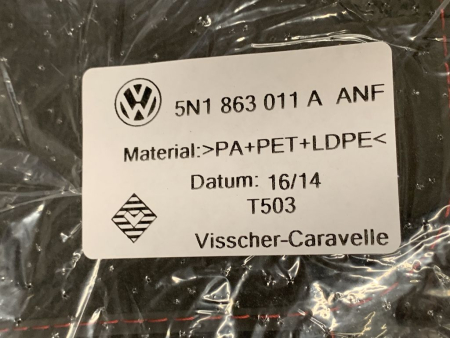 5N1 863 011 A ANF
Material:>PA+PET+LDPE<
Datum: 16/14
T503
Visscher-Caravelle